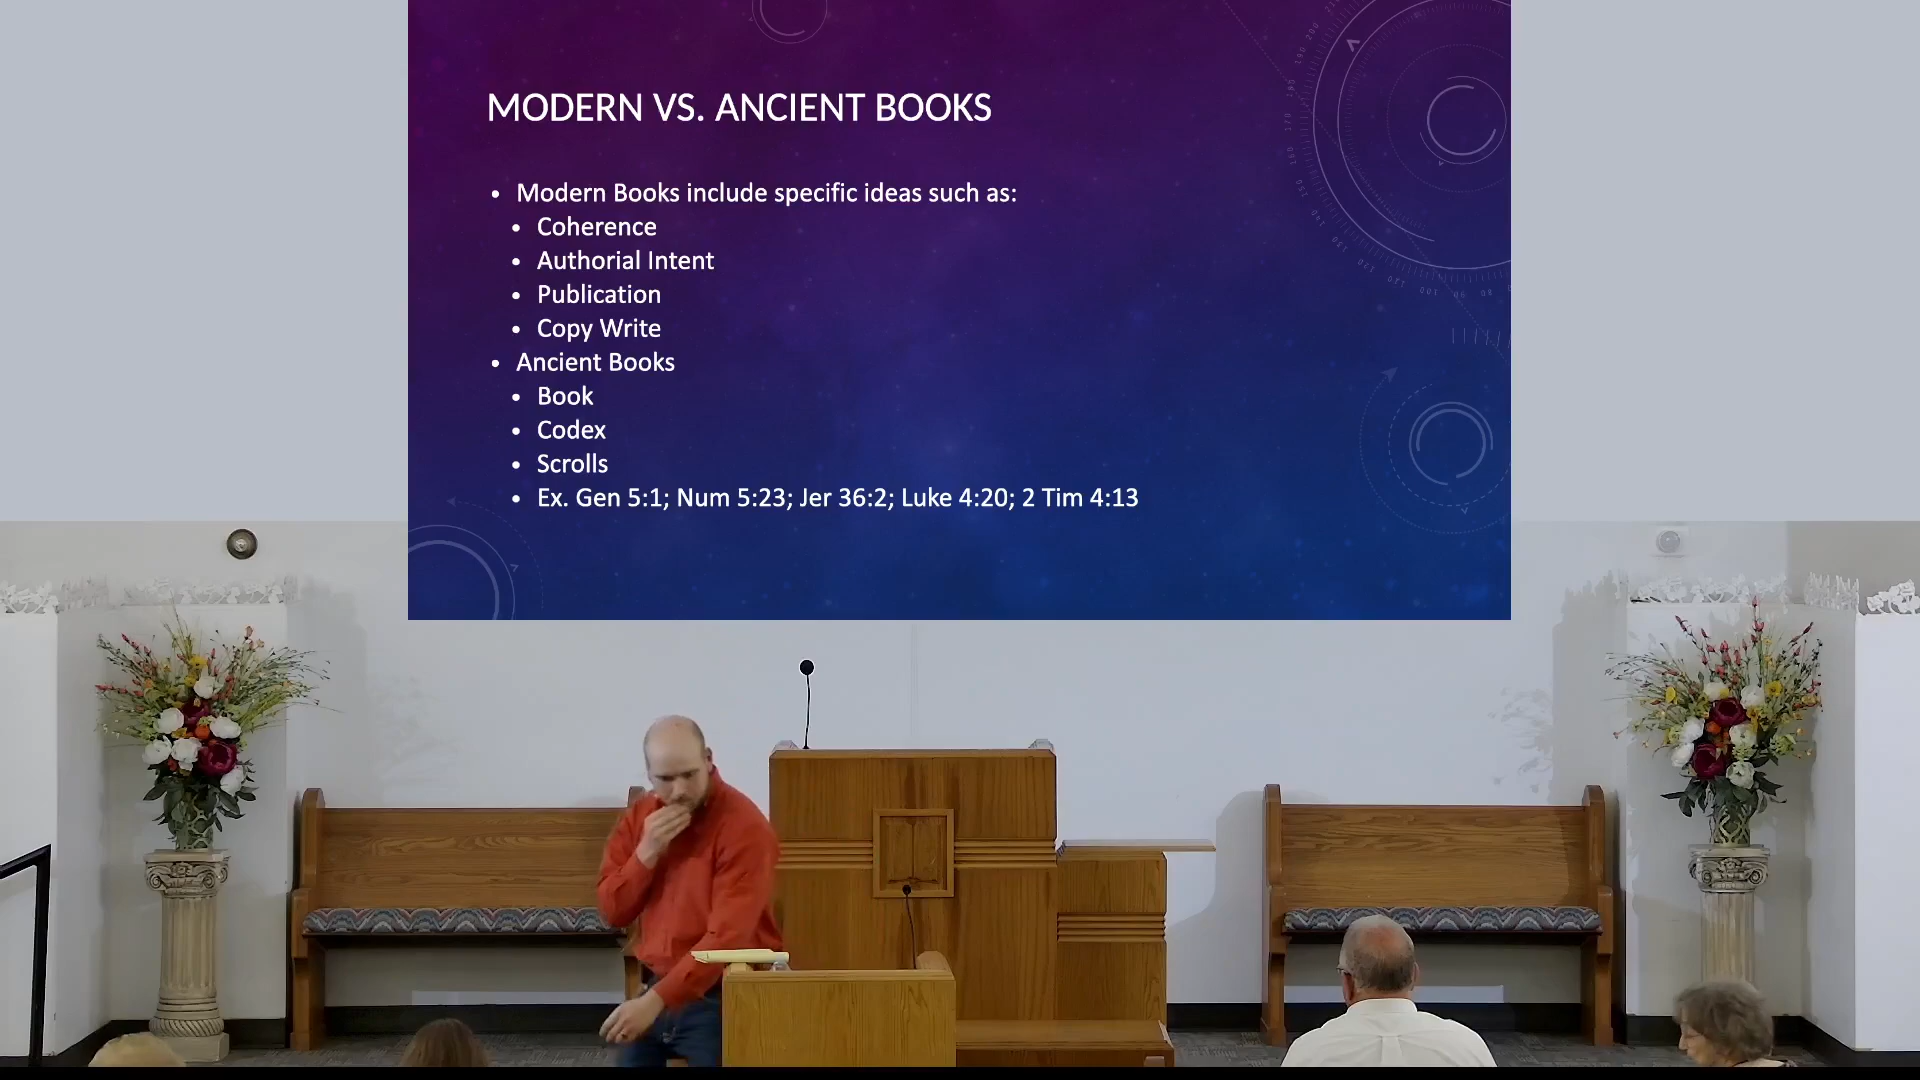 MODERN VS. ANCIENT BOOKS
• Modern Books include specific ideas such as:
• Coherence
• Authorial Intent
• Publication
• Copy Write
• Ancient Books
• Book
• Codex
• Scrolls
• Ex. Gen 5:1; Num 5:23; Jer 36:2; Luke 4:20; 2 Tim 4:13